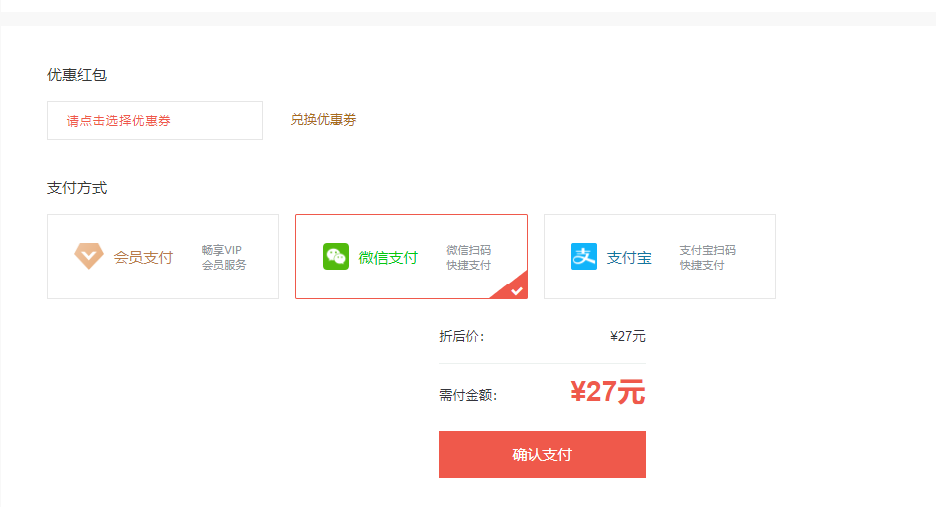 优惠红包
请点击选择优惠券
兑换优惠券
支付方式
会员支付
畅享VIP
会员服务
微信支付
微信扫码
快捷支付
支
支付宝
支付宝扫码
快捷支付
折后价：
¥27元
需付金额：
¥27元
确认支付